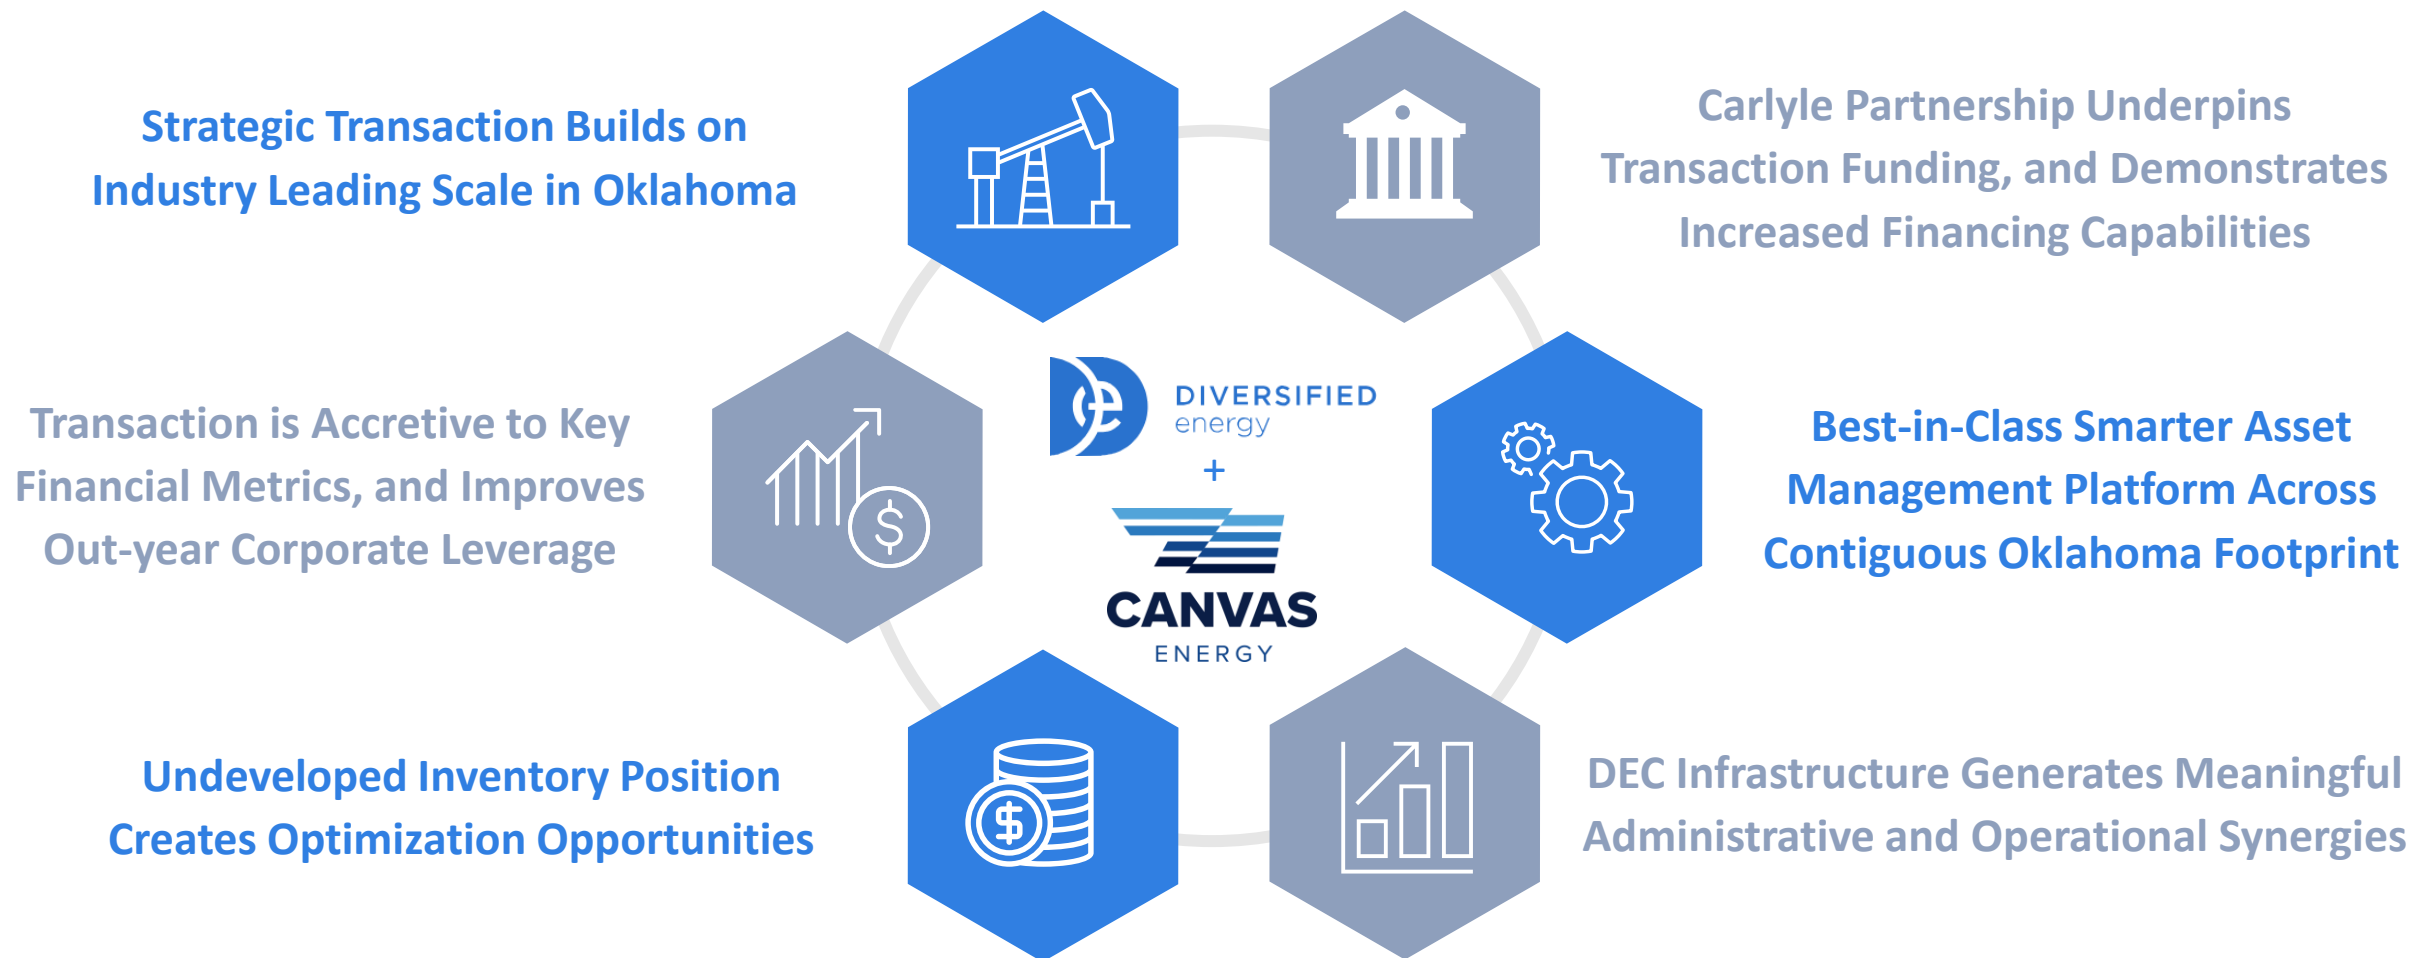 Strategic Transaction Builds on
Industry Leading Scale in Oklahoma
Carlyle Partnership Underpins
Transaction Funding, and Demonstrates
Increased Financing Capabilities
Transaction is Accretive to Key
Financial Metrics, and Improves
Out-year Corporate Leverage
DE DIVERSIFIED
energy
+
CANVAS
ENERGY
Best-in-Class Smarter Asset
Management Platform Across
Contiguous Oklahoma Footprint
Undeveloped Inventory Position
Creates Optimization Opportunities
DEC Infrastructure Generates Meaningful
Administrative and Operational Synergies
$
$